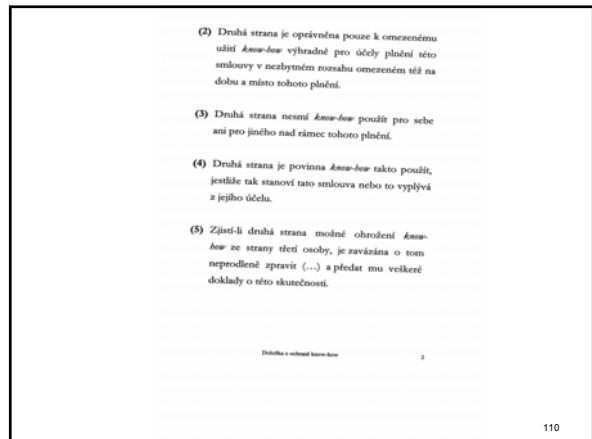 (2) Druhá strana je oprávněna pouze k omezenému
užití know-how výhradně pro účely plnění této
smlouvy v nezbytném rozsahu omezeném též na
dobu a místo tohoto plnění.
(3) Druhá strana nesmí know-how použít pro sebe
ani pro jiného nad rámec tohoto plnění.
(4) Druhá strana je povinna know-how takto použít,
jestliže tak stanoví tato smlouva nebo to vyplývá
z jejího účelu.
(5) Zjistí-li druhá strana možné ohrožení know-
how ze strany třetí osoby, je zavázána o tom
neprodleně zpravit (...) a předat mu veškeré
doklady o této skutečnosti.
Doložka o ochraně know-how
110